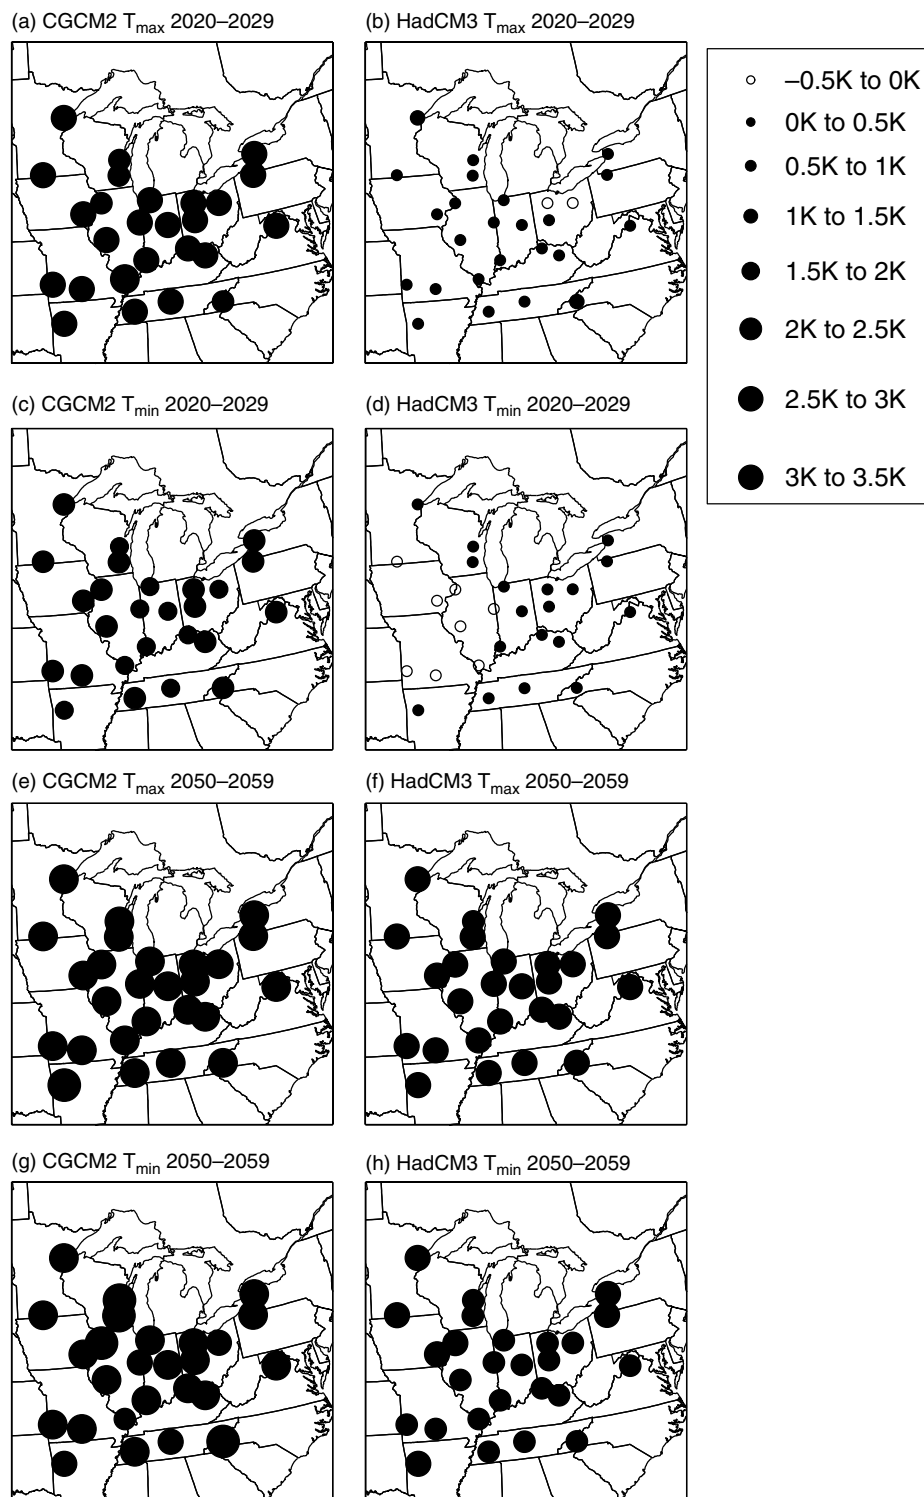 (a) CGCM2 Tmax 2020–2029
(b) HadCM3 Tmax 2020–2029
–0.5K to 0K
0K to 0.5K
0.5K to 1K
1K to 1.5K
1.5K to 2K
2K to 2.5K
2.5K to 3K
3K to 3.5K
(c) CGCM2 Tmin 2020–2029
(d) HadCM3 Tmin 2020–2029
(e) CGCM2 Tmax 2050–2059
(f) HadCM3 Tmax 2050–2059
(g) CGCM2 Tmin 2050–2059
(h) HadCM3 Tmin 2050–2059